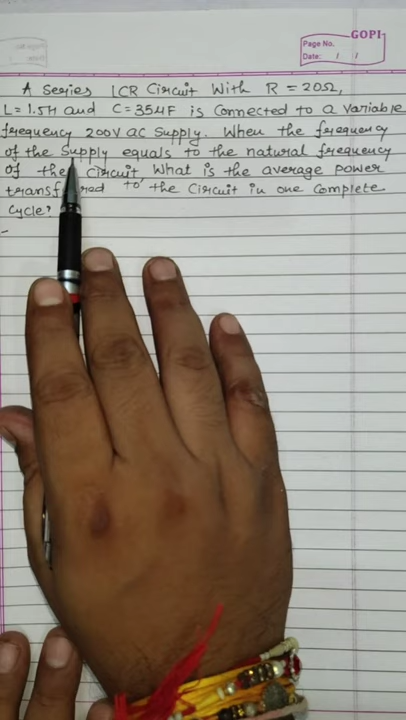 GOPI
Page No.
Date: / /
A Series LCR Circuit With R = 20Ω,
L = 1.5H and C = 35μF is Connected to a Variable
frequency 200V ac Supply. When the frequency
of the Supply equals to the natural frequency
of the Circuit, What is the average power
to the Circuit in one Complete
Cycle?